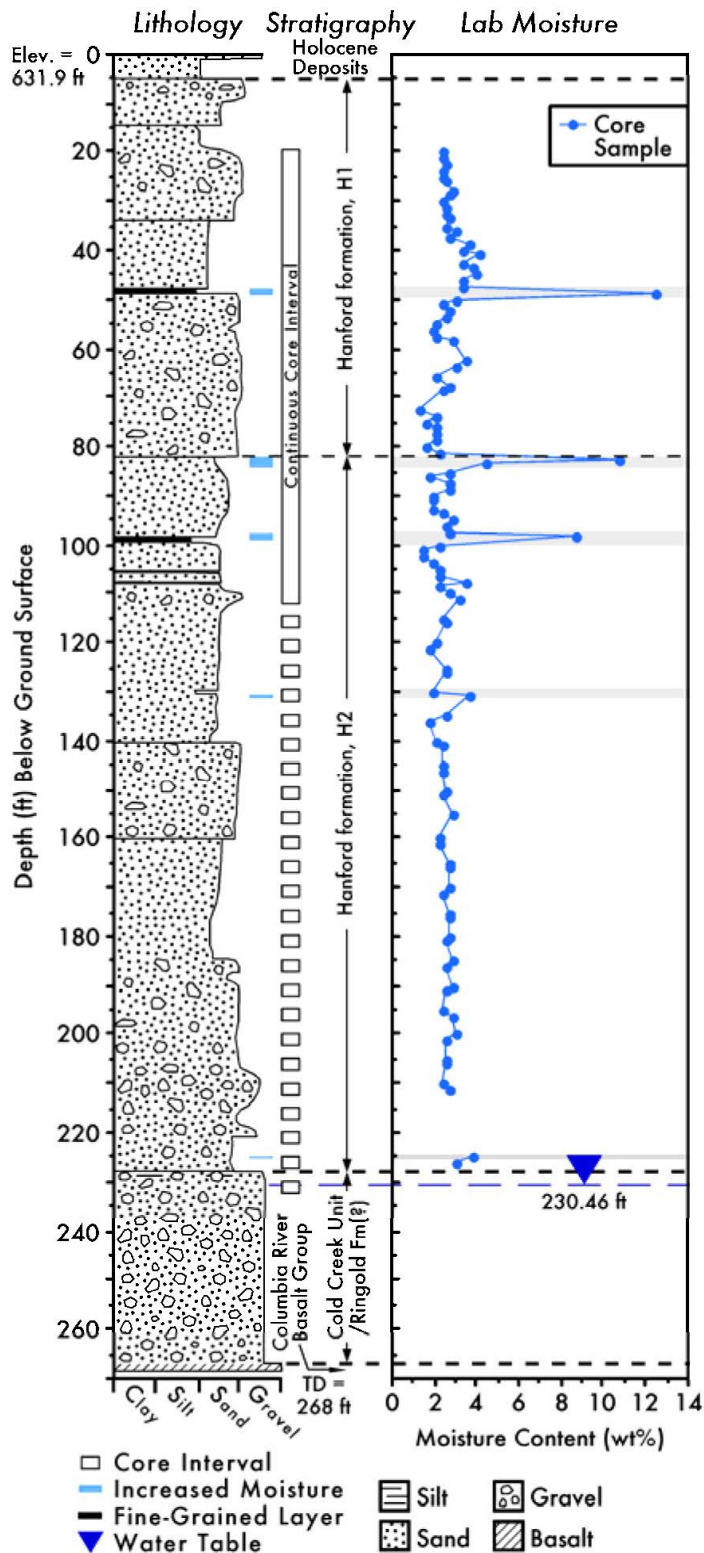 Lithology Stratigraphy Lab Moisture
Elev. =
631.9 ft
Holocene
Deposits
0
20
40
60
80
100
120
140
160
180
200
220
240
260
Depth (ft) Below Ground Surface
Continuous Core Interval
Hanford formation, H1
Hanford formation, H2
Cold Creek Unit
/Ringold Fm(?)
Columbia River
Basalt Group
TD =
268 ft
Core
Sample
230.46 ft
Clay
Silt
Sand
Gravel
0 2 4 6 8 10 12 14
Moisture Content (wt%)
Core Interval
Increased Moisture
Fine-Grained Layer
Water Table
Silt
Gravel
Sand
Basalt